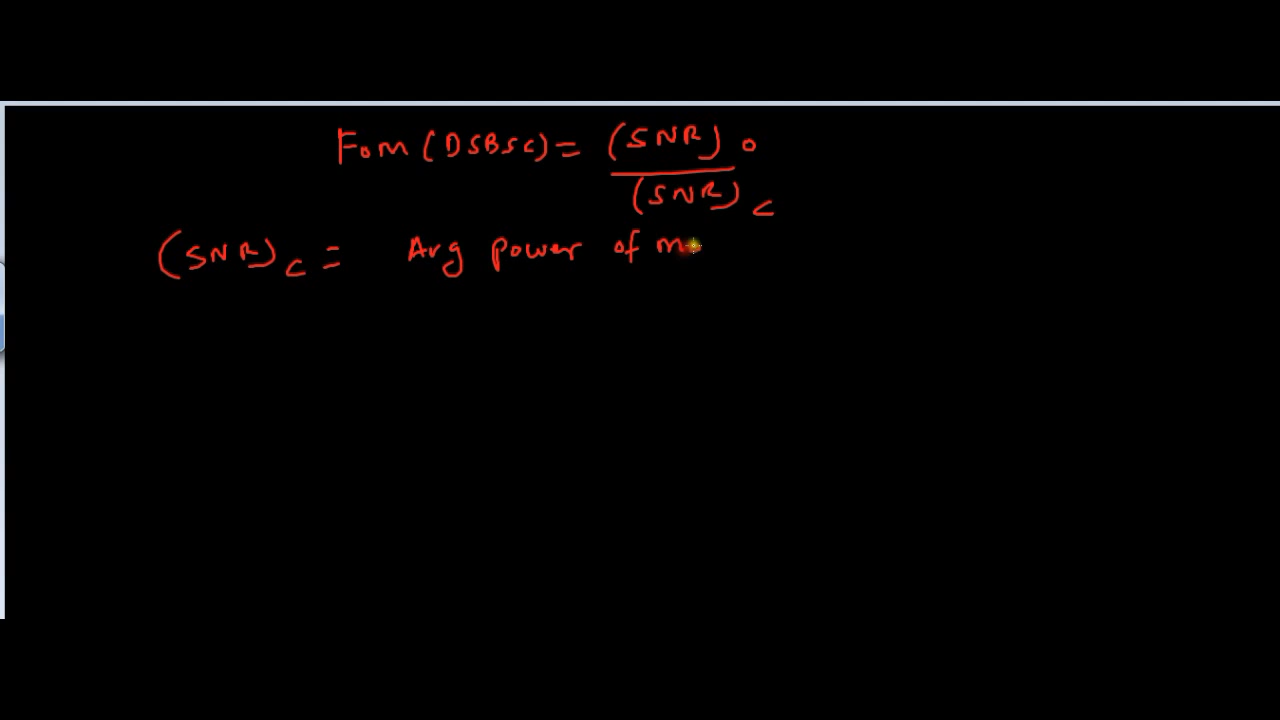 FOM (DSBSC) = (SNR) o
(SNR) c
(SNR) c = Avg power of m